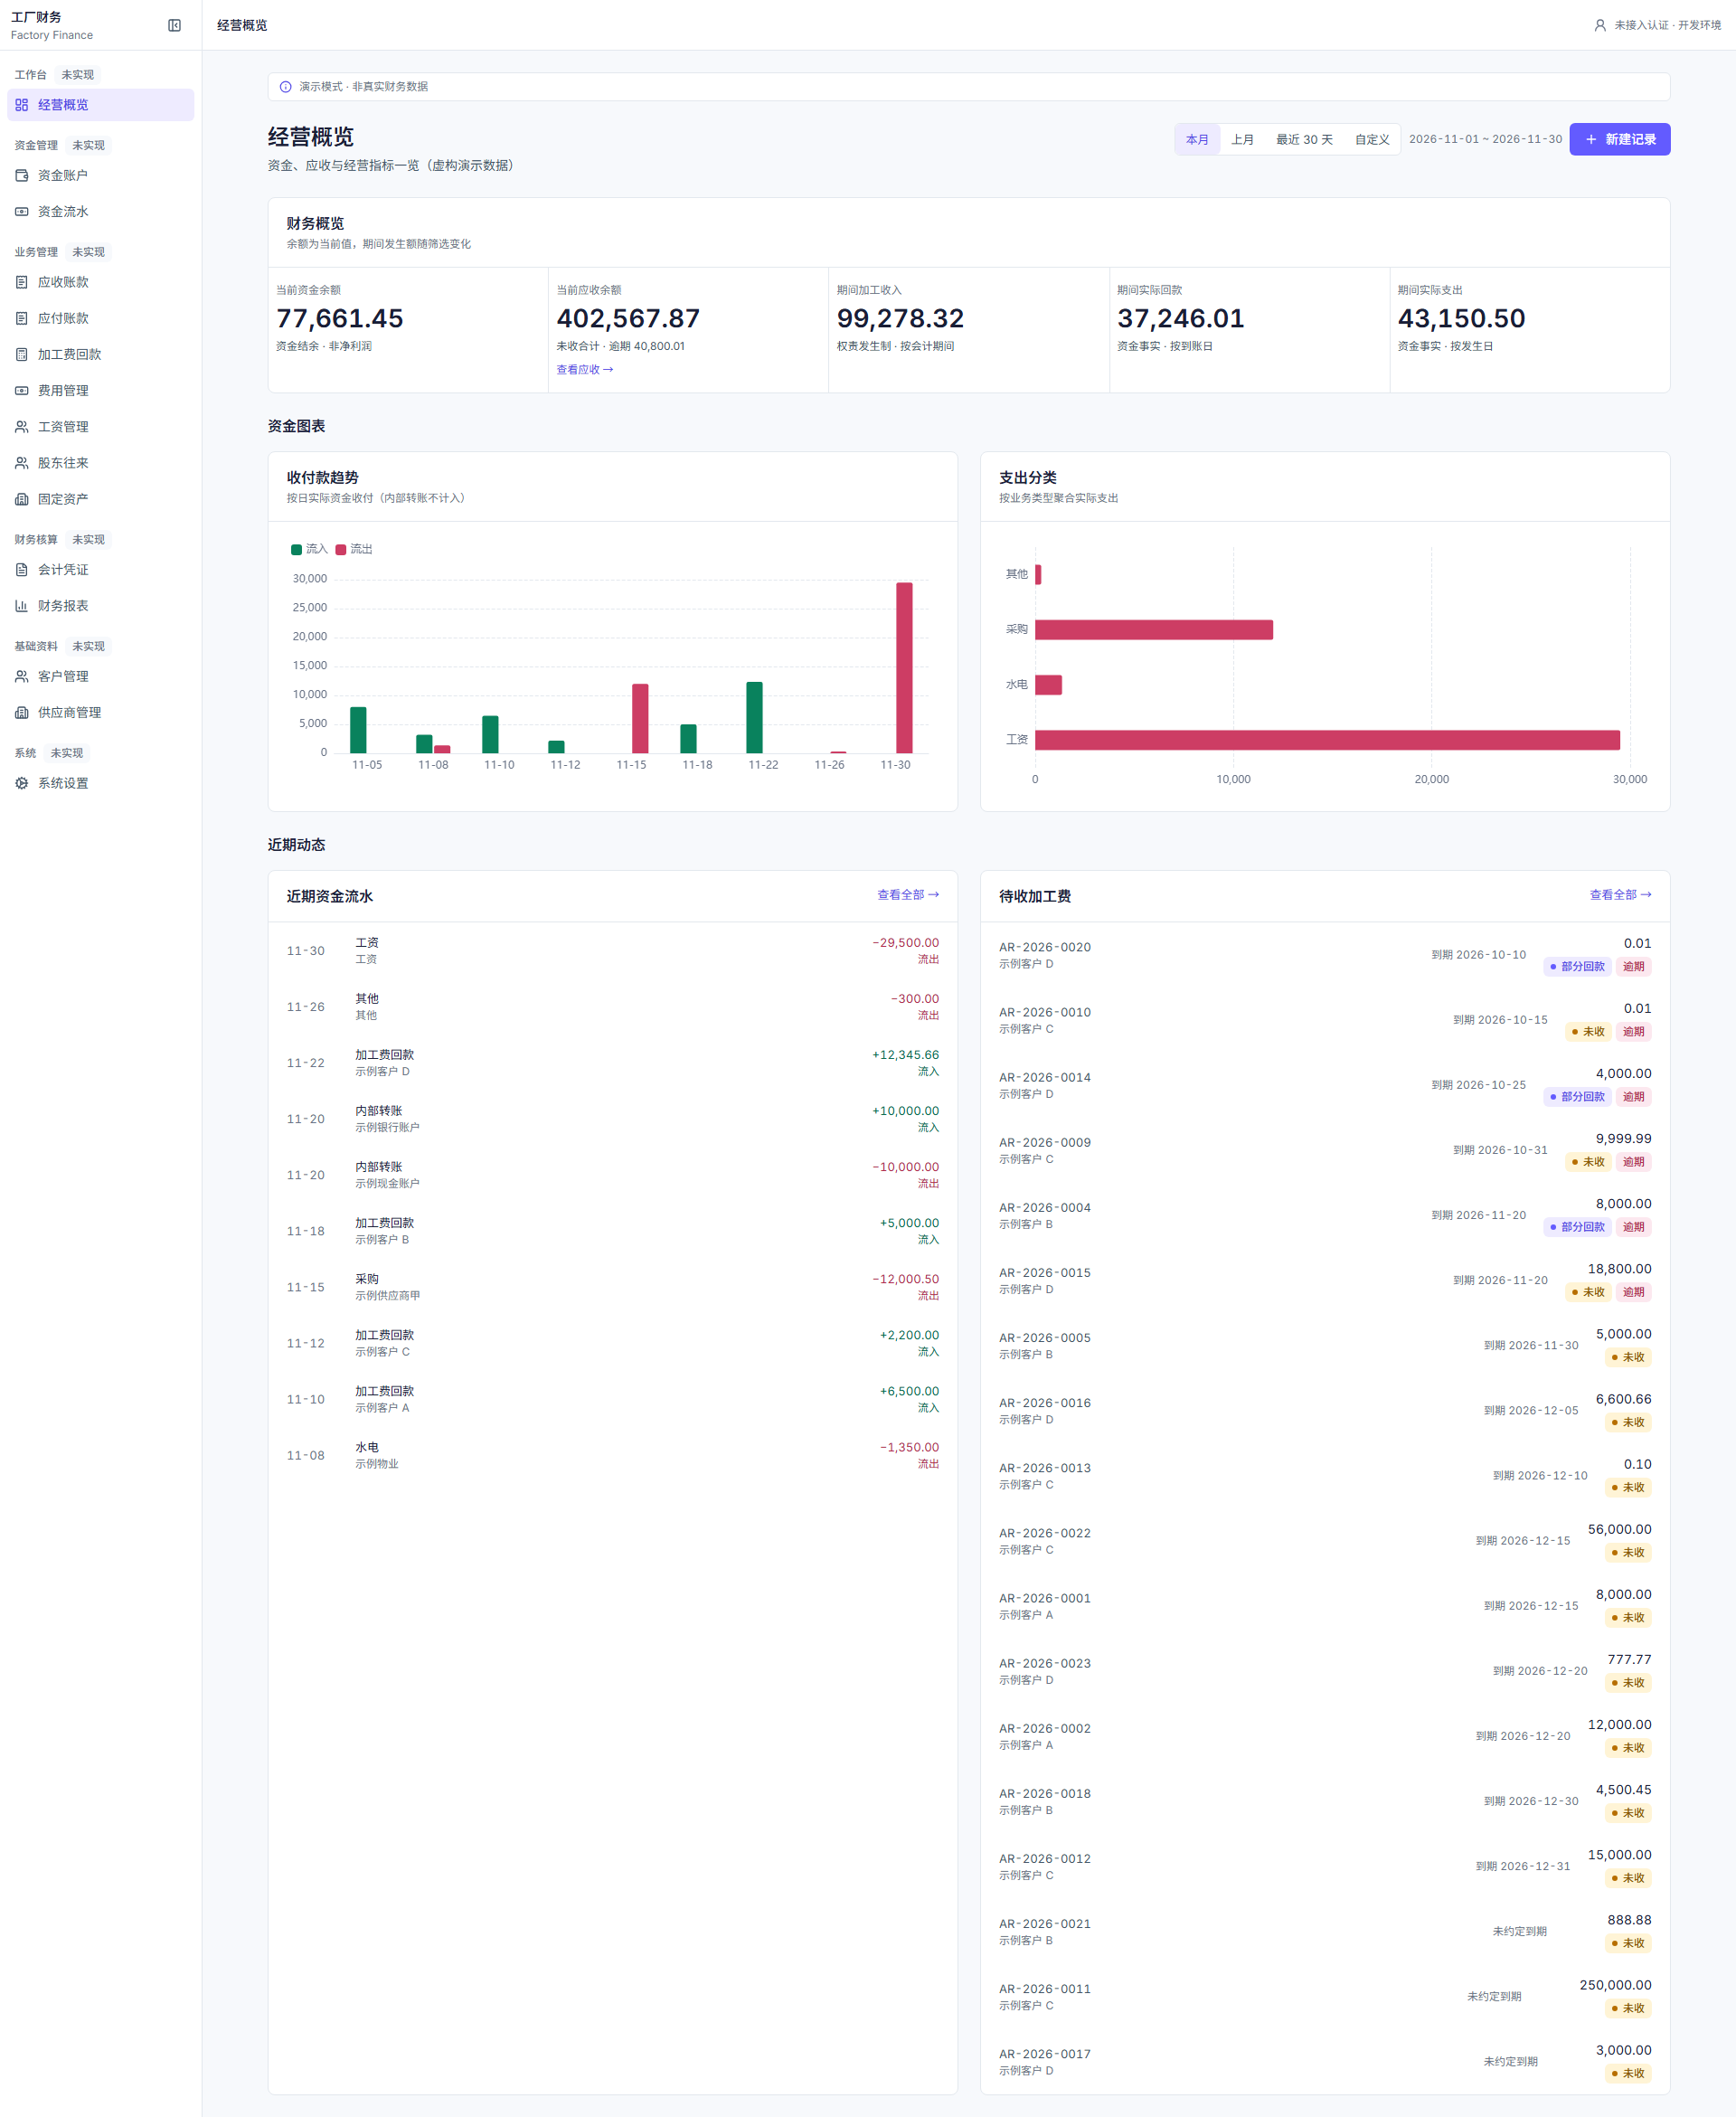 工厂财务
Factory Finance
经营概览
未接入认证 · 开发环境
工作台 未实现
经营概览
资金管理 未实现
资金账户
资金流水
业务管理 未实现
应收账款
应付账款
加工费回款
费用管理
工资管理
股东往来
固定资产
财务核算 未实现
会计凭证
财务报表
基础资料 未实现
客户管理
供应商管理
系统 未实现
系统设置
演示模式 · 非真实财务数据
经营概览
资金、应收与经营指标一览（虚构演示数据）
本月 上月 最近 30 天 自定义 2026-11-01 ~ 2026-11-30 + 新建记录
财务概览
余额为当前值，期间发生额随筛选变化
当前资金余额
77,661.45
资金结余 · 非净利润
当前应收余额
402,567.87
未收合计 · 逾期 40,800.01
查看应收 →
期间加工收入
99,278.32
权责发生制 · 按会计期间
期间实际回款
37,246.01
资金事实 · 按到账日
期间实际支出
43,150.50
资金事实 · 按发生日
资金图表
收付款趋势
按日实际资金收付（内部转账不计入）
流入 流出
30,000
25,000
20,000
15,000
10,000
5,000
0
11-05 11-08 11-10 11-12 11-15 11-18 11-22 11-26 11-30
支出分类
按业务类型聚合实际支出
其他
采购
水电
工资
0 10,000 20,000 30,000
近期动态
近期资金流水 查看全部 →
11-30 工资 −29,500.00
工资 流出
11-26 其他 −300.00
其他 流出
11-22 加工费回款 +12,345.66
示例客户 D 流入
11-20 内部转账 +10,000.00
示例银行账户 流入
11-20 内部转账 −10,000.00
示例现金账户 流出
11-18 加工费回款 +5,000.00
示例客户 B 流入
11-15 采购 −12,000.50
示例供应商甲 流出
11-12 加工费回款 +2,200.00
示例客户 C 流入
11-10 加工费回款 +6,500.00
示例客户 A 流入
11-08 水电 −1,350.00
示例物业 流出
待收加工费 查看全部 →
AR-2026-0020 到期 2026-10-10 0.01
示例客户 D 部分回款 逾期
AR-2026-0010 到期 2026-10-15 0.01
示例客户 C 未收 逾期
AR-2026-0014 到期 2026-10-25 4,000.00
示例客户 D 部分回款 逾期
AR-2026-0009 到期 2026-10-31 9,999.99
示例客户 C 未收 逾期
AR-2026-0004 到期 2026-11-20 8,000.00
示例客户 B 部分回款 逾期
AR-2026-0015 到期 2026-11-20 18,800.00
示例客户 D 未收 逾期
AR-2026-0005 到期 2026-11-30 5,000.00
示例客户 B 未收
AR-2026-0016 到期 2026-12-05 6,600.66
示例客户 D 未收
AR-2026-0013 到期 2026-12-10 0.10
示例客户 C 未收
AR-2026-0022 到期 2026-12-15 56,000.00
示例客户 C 未收
AR-2026-0001 到期 2026-12-15 8,000.00
示例客户 A 未收
AR-2026-0023 到期 2026-12-20 777.77
示例客户 D 未收
AR-2026-0002 到期 2026-12-20 12,000.00
示例客户 A 未收
AR-2026-0018 到期 2026-12-30 4,500.45
示例客户 B 未收
AR-2026-0012 到期 2026-12-31 15,000.00
示例客户 C 未收
AR-2026-0021 未约定到期 888.88
示例客户 B 未收
AR-2026-0011 未约定到期 250,000.00
示例客户 C 未收
AR-2026-0017 未约定到期 3,000.00
示例客户 D 未收